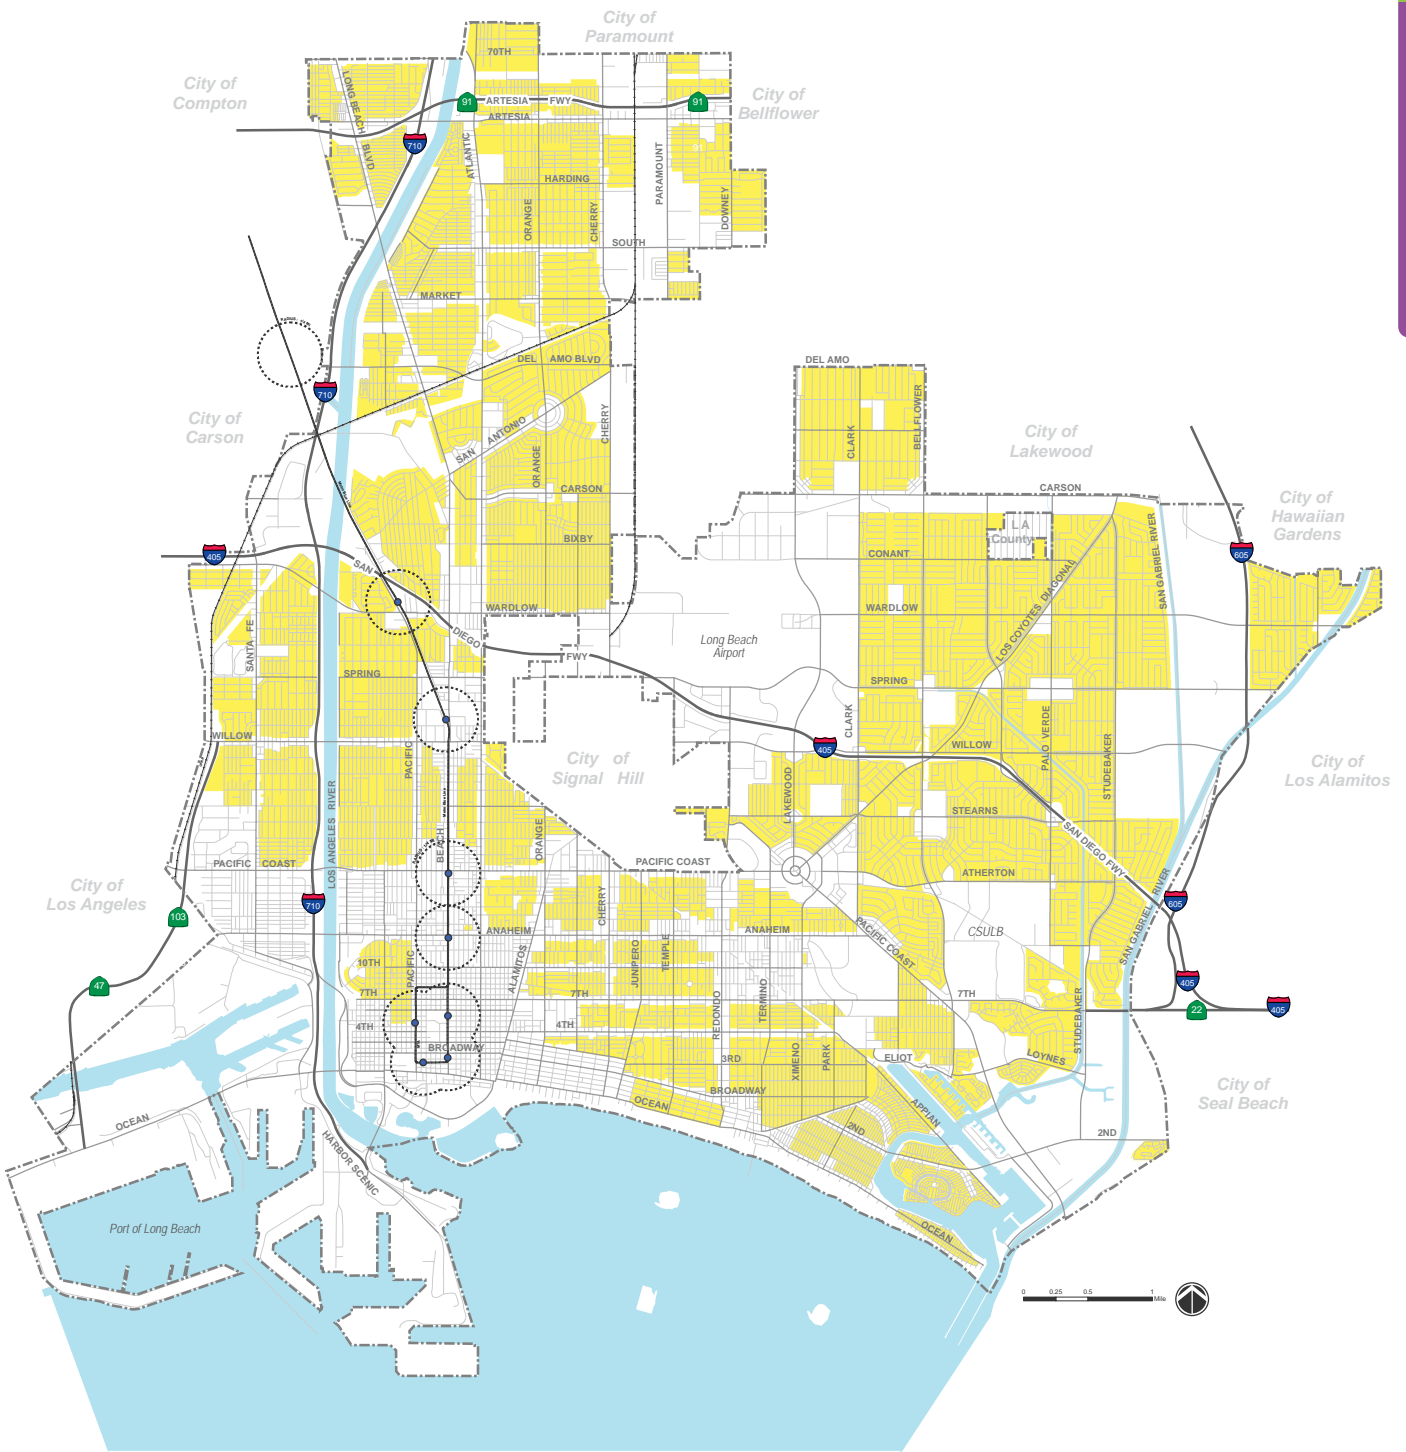 City of
Paramount
70TH
City of
Compton
LONG BEACH
BLVD
91
ARTESIA FWY
91
City of
Bellflower
ARTESIA
710
ATLANTIC
PARAMOUNT
91
HARDING
ORANGE
CHERRY
DOWNEY
SOUTH
MARKET
DEL AMO BLVD
DEL AMO
710
City of
Carson
SAN ANTONIO
CHERRY
ORANGE
CLARK
BELLFLOWER
City of
Lakewood
CARSON
CARSON
City of
Hawaiian
Gardens
LA
County
BIXBY
CONANT
405
SAN
DIEGO
FWY
605
SAN GABRIEL RIVER
LOS COYOTES DIAGONAL
WARDLOW
WARDLOW
SANTA FE
Long Beach
Airport
SPRING
SPRING
CLARK
WILLOW
WILLOW
PACIFIC
405
PALO VERDE
STUDEBAKER
City of
Signal Hill
City of
Los Alamitos
LAKEWOOD
LOS ANGELES RIVER
STEARNS
BEACH
ORANGE
SAN DIEGO FWY
PACIFIC COAST
PACIFIC COAST
ATHERTON
City of
Los Angeles
710
103
605
CHERRY
ANAHEIM
ANAHEIM
PACIFIC COAST
CSULB
SAN GABRIEL RIVER
10TH
PACIFIC
ALAMITOS
JUNIPERO
TEMPLE
47
7TH
7TH
7TH
405
22
405
REDONDO
TERMINO
STUDEBAKER
4TH
4TH
BROADWAY
3RD
XIMENO
PARK
ELIOT
LOYNES
BROADWAY
City of
Seal Beach
OCEAN
APPIAN
OCEAN
2ND
2ND
HARBOR SCENIC
Port of Long Beach
OCEAN
0 0.25 0.5 1
Mile